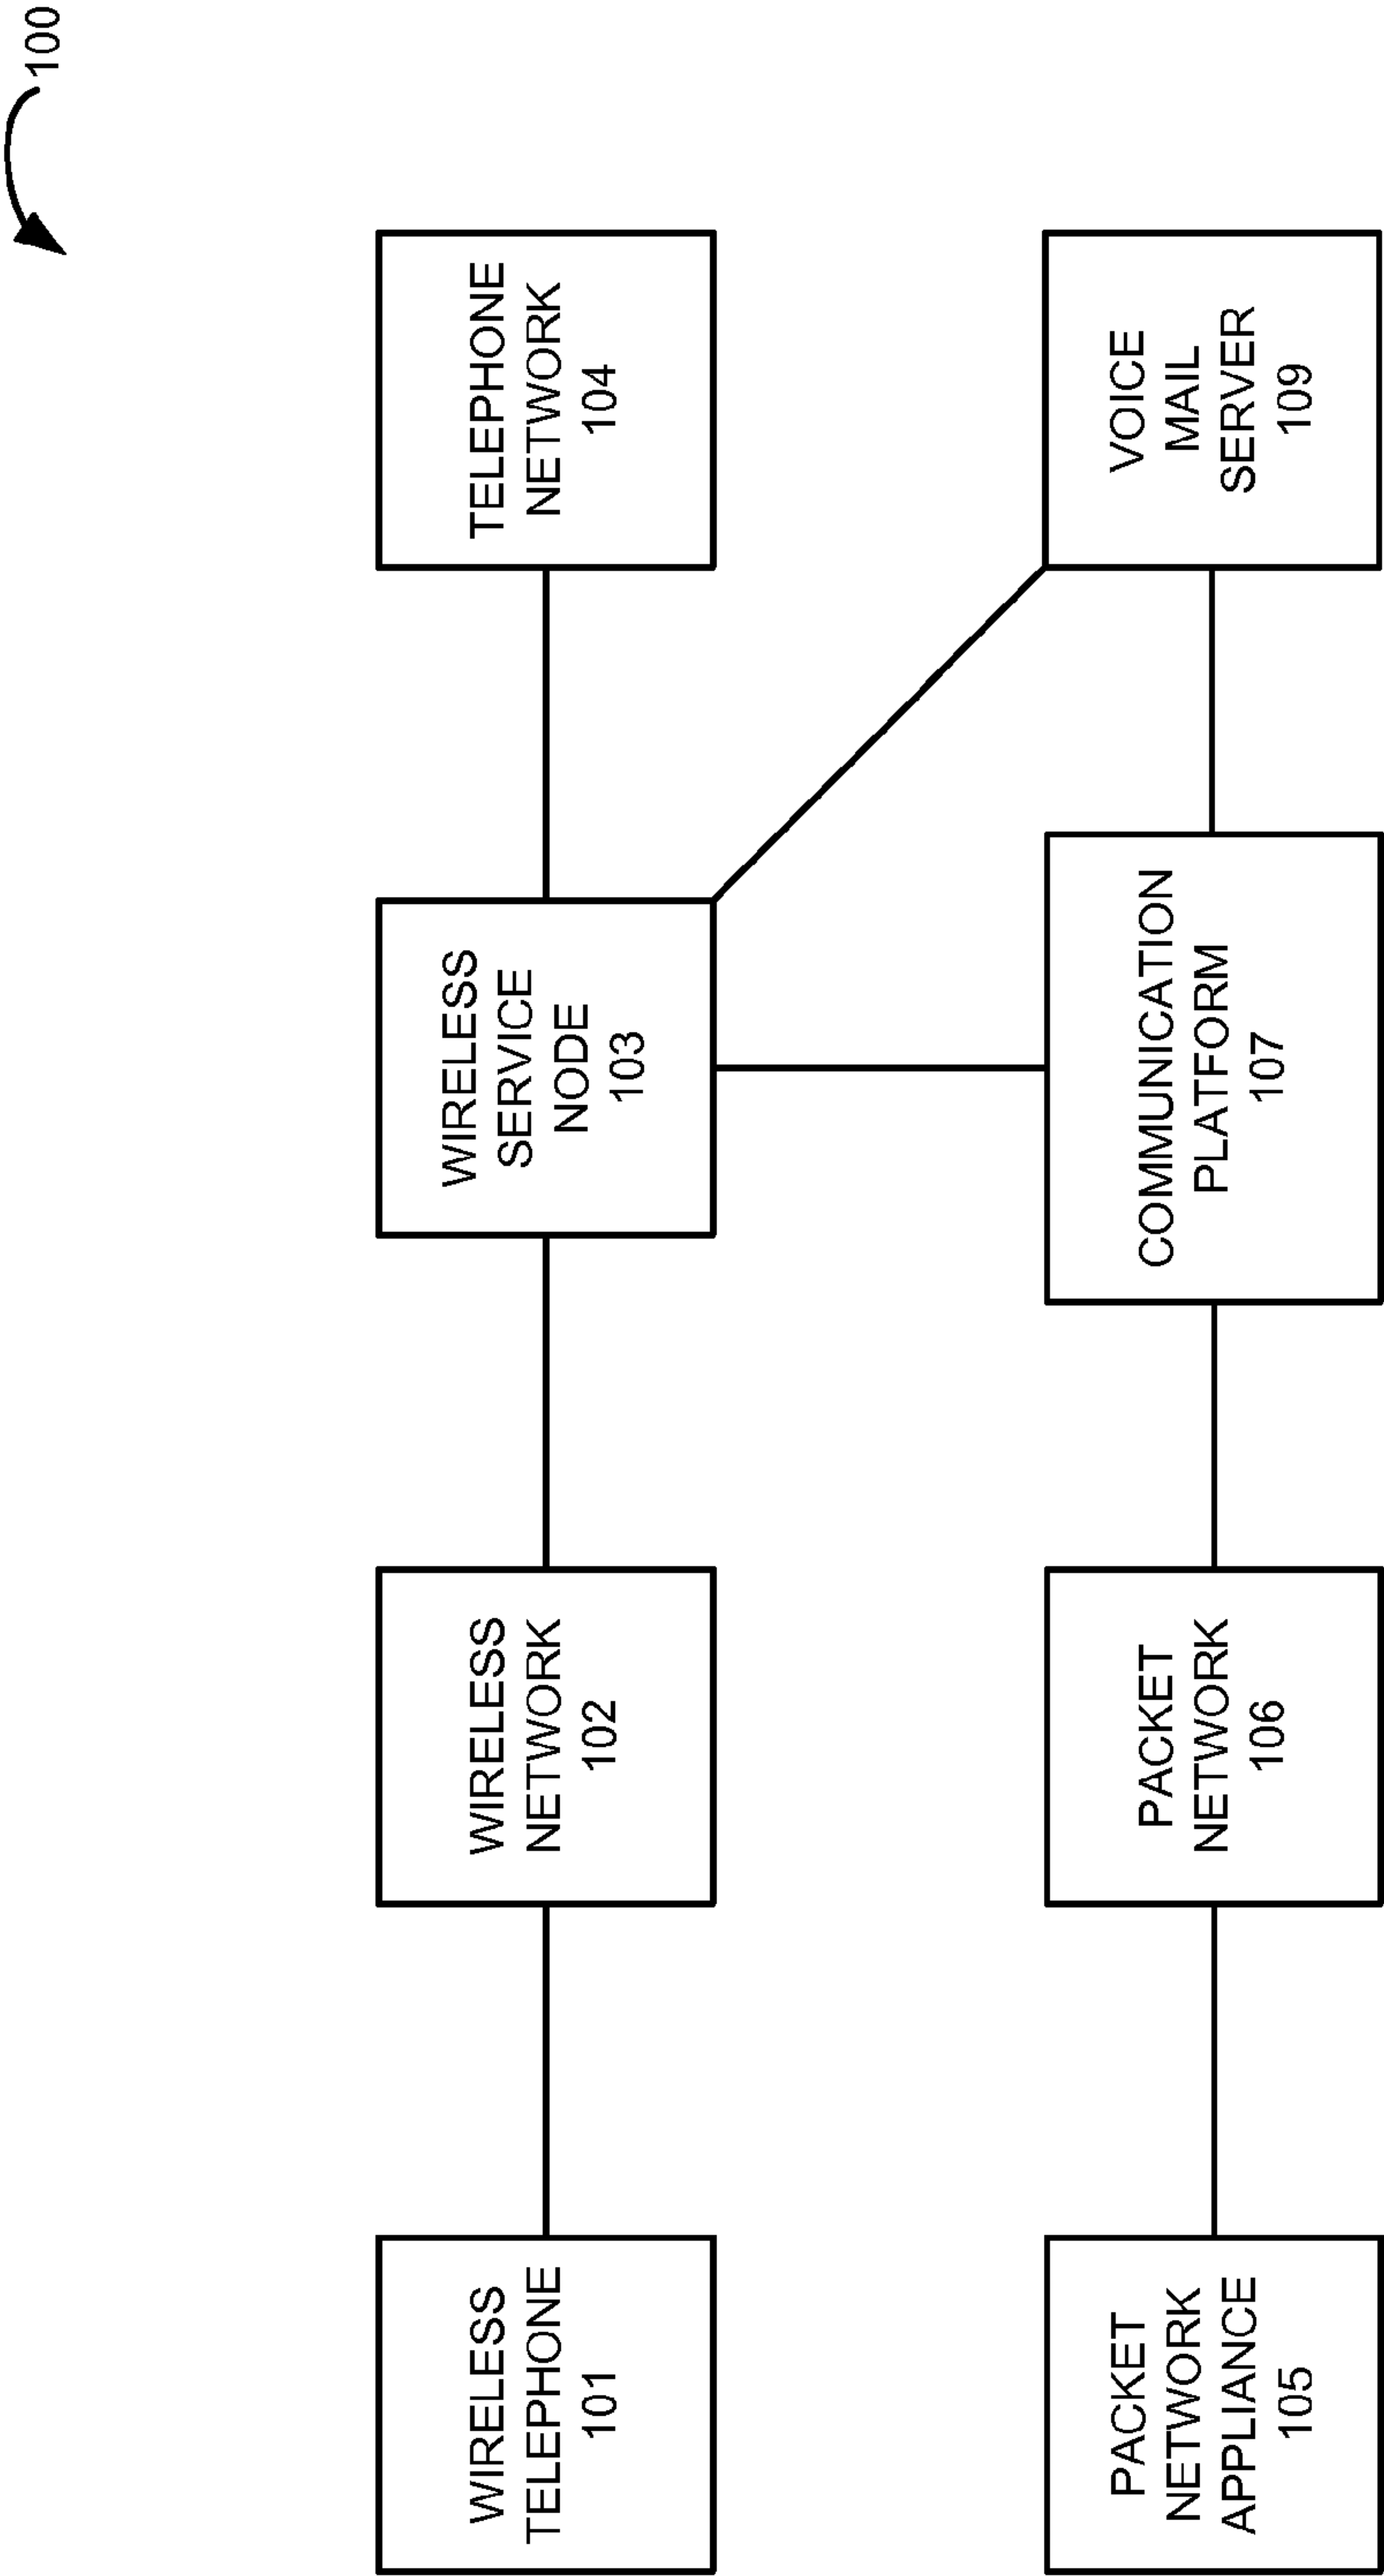 100
WIRELESS
TELEPHONE
101
WIRELESS
NETWORK
102
WIRELESS
SERVICE
NODE
103
TELEPHONE
NETWORK
104
PACKET
NETWORK
APPLIANCE
105
PACKET
NETWORK
106
COMMUNICATION
PLATFORM
107
VOICE
MAIL
SERVER
109